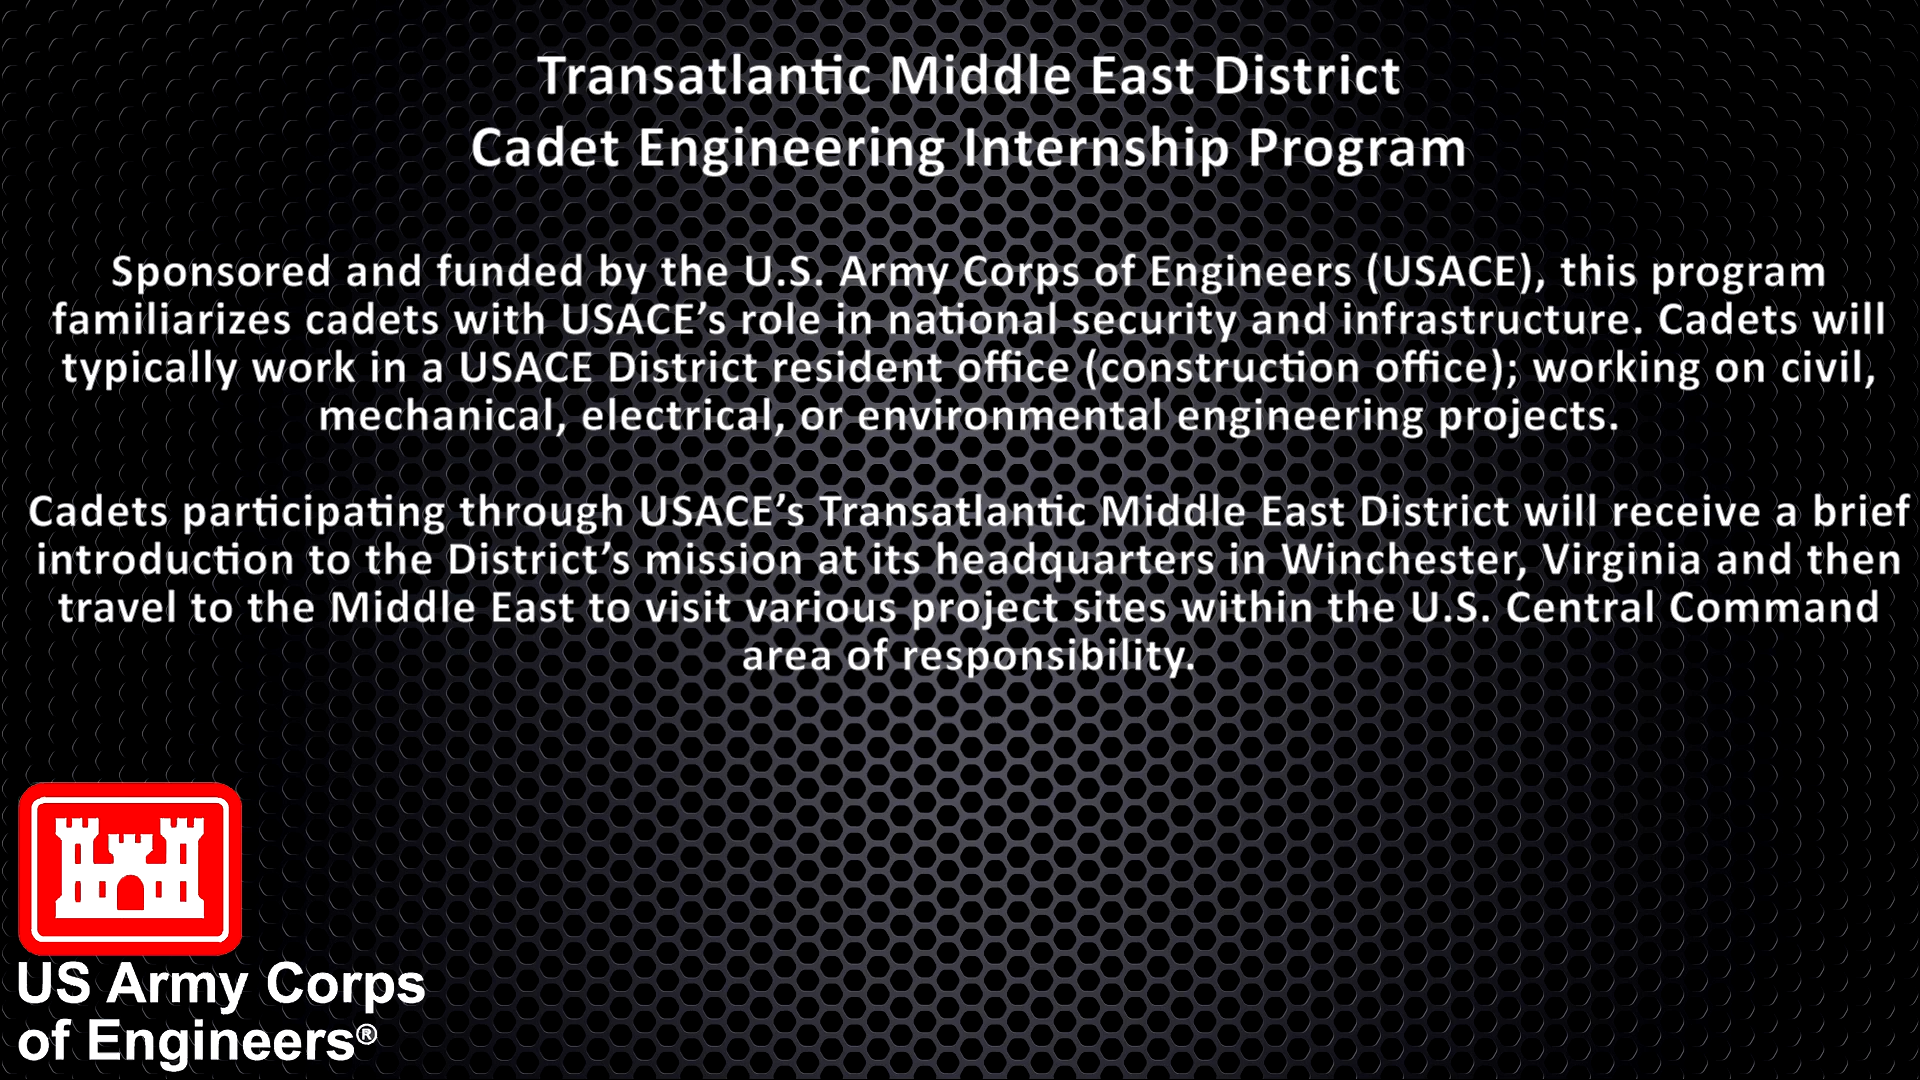 Transatlantic Middle East District
Cadet Engineering Internship Program
Sponsored and funded by the U.S. Army Corps of Engineers (USACE), this program
familiarizes cadets with USACE’s role in national security and infrastructure. Cadets will
typically work in a USACE District resident office (construction office); working on civil,
mechanical, electrical, or environmental engineering projects.
Cadets participating through USACE’s Transatlantic Middle East District will receive a brief
introduction to the District’s mission at its headquarters in Winchester, Virginia and then
travel to the Middle East to visit various project sites within the U.S. Central Command
area of responsibility.
US Army Corps
of Engineers®